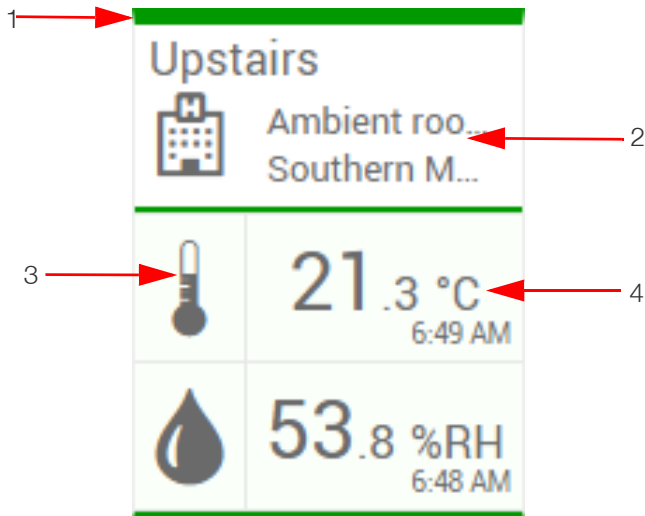 1
Upstairs
H
Ambient roo...
2
Southern M...
3
21.3 °C
4
6:49 AM
53.8 %RH
6:48 AM